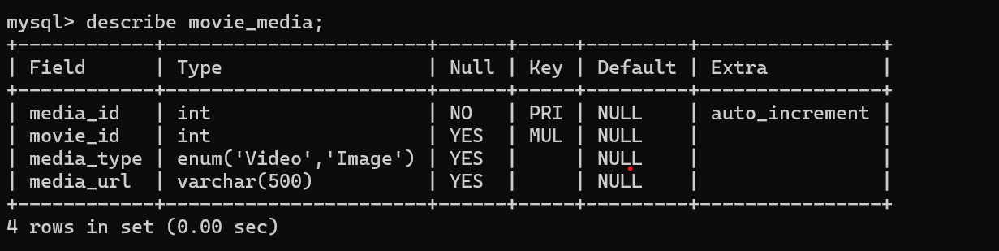 mysql> describe movie_media;
+------------+-----------------------+------+-----+---------+----------------+
| Field      | Type                  | Null | Key | Default | Extra          |
+------------+-----------------------+------+-----+---------+----------------+
| media_id   | int                   | NO   | PRI | NULL    | auto_increment |
| movie_id   | int                   | YES  | MUL | NULL    |                |
| media_type | enum('Video','Image') | YES  |     | NULL    |                |
| media_url  | varchar(500)          | YES  |     | NULL    |                |
+------------+-----------------------+------+-----+---------+----------------+
4 rows in set (0.00 sec)